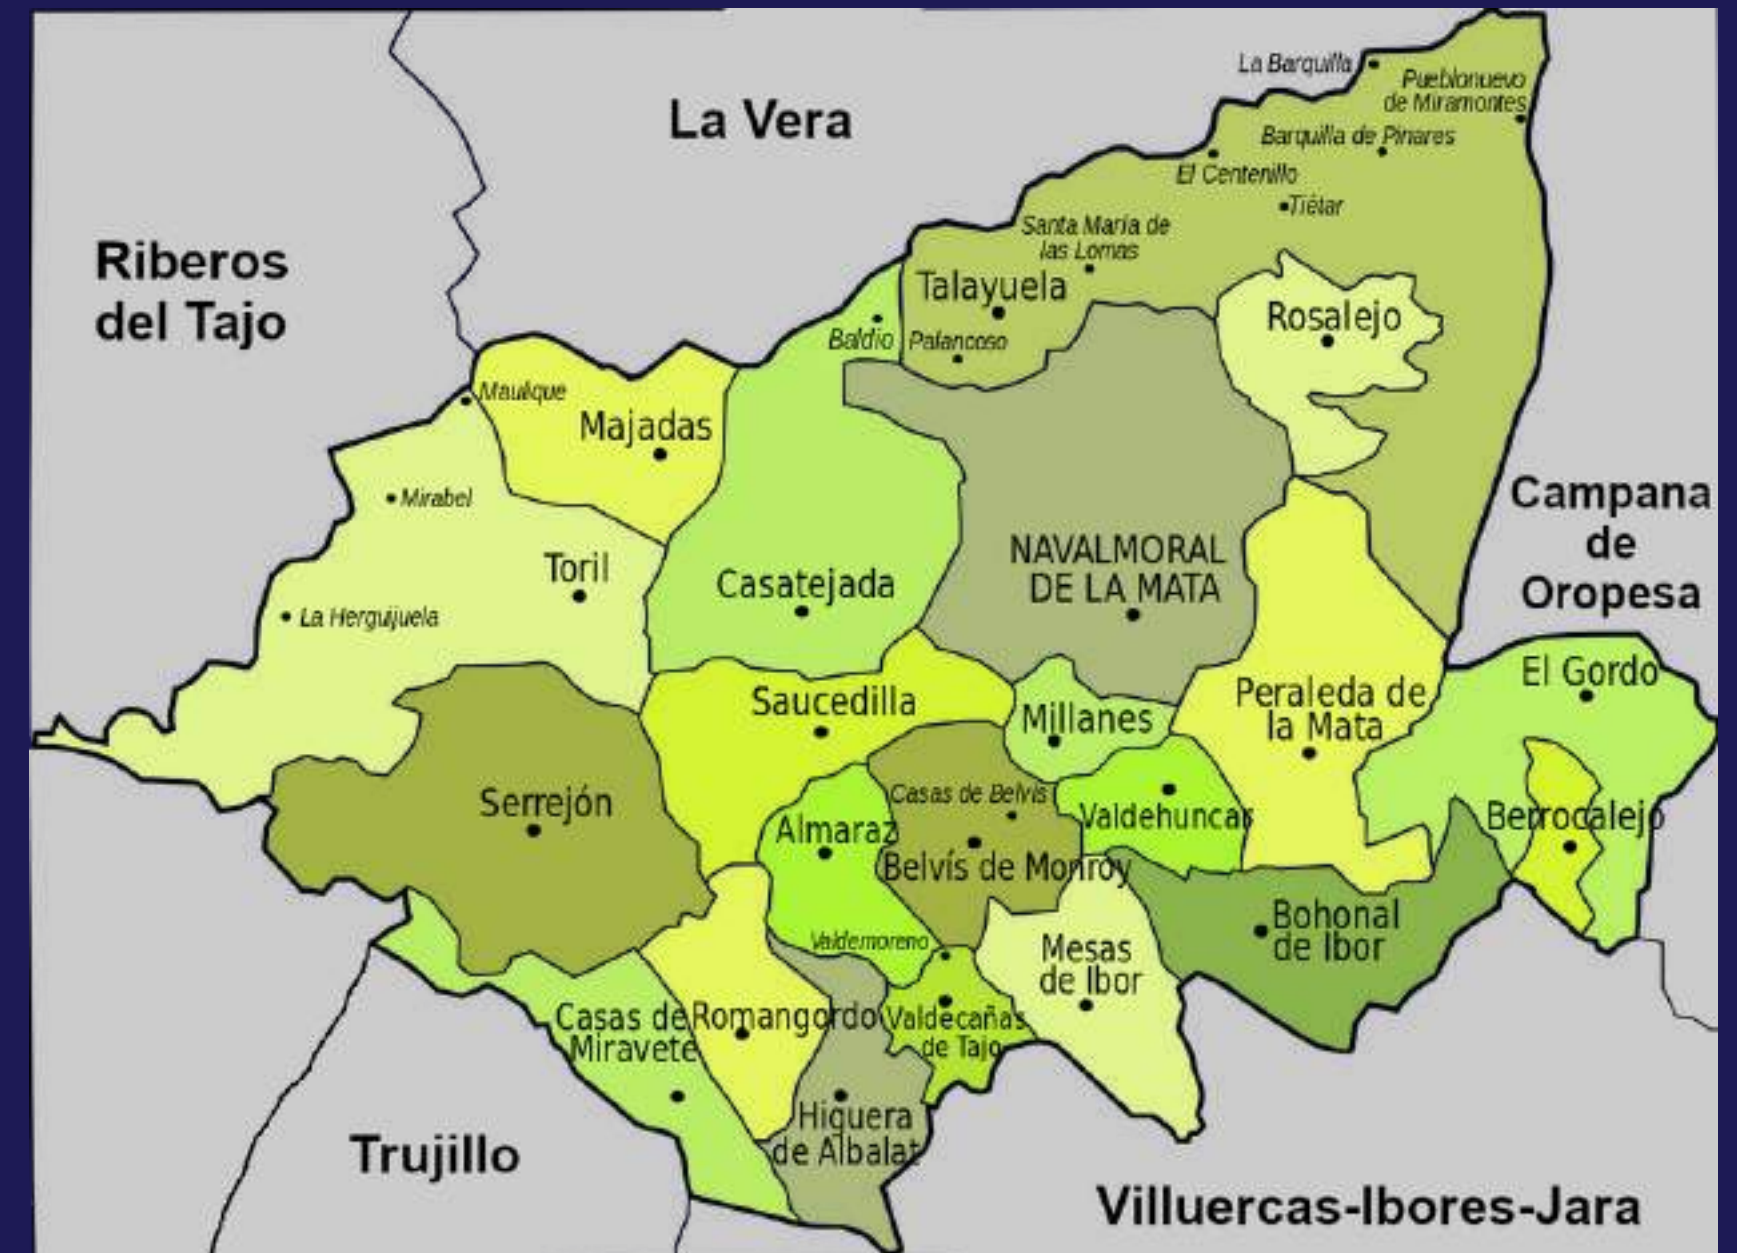 La Barquilla
Pueblonuevo
de Miramontes
La Vera
Barquilla de Pinares
El Centenillo
Tiétar
Santa María de
las Lomas
Riberos
del Tajo
Talayuela
Rosalejo
Baldío
Palancoso
Maulique
Majadas
Mirabel
Campana
de
Oropesa
NAVALMORAL
DE LA MATA
Toril
Casatejada
La Herguijuela
El Gordo
Saucedilla
Millanes
Peraleda de
la Mata
Serrejón
Casas de Belvís
Valdehuncar
Berrocalejo
Almaraz
Belvís de Monroy
Bohonal
de Ibor
Valdemoreno
Mesas
de Ibor
Casas de
Miravete
Romangordo
Valdecañas
de Tajo
Higuera
de Albalat
Trujillo
Villuercas-Ibores-Jara